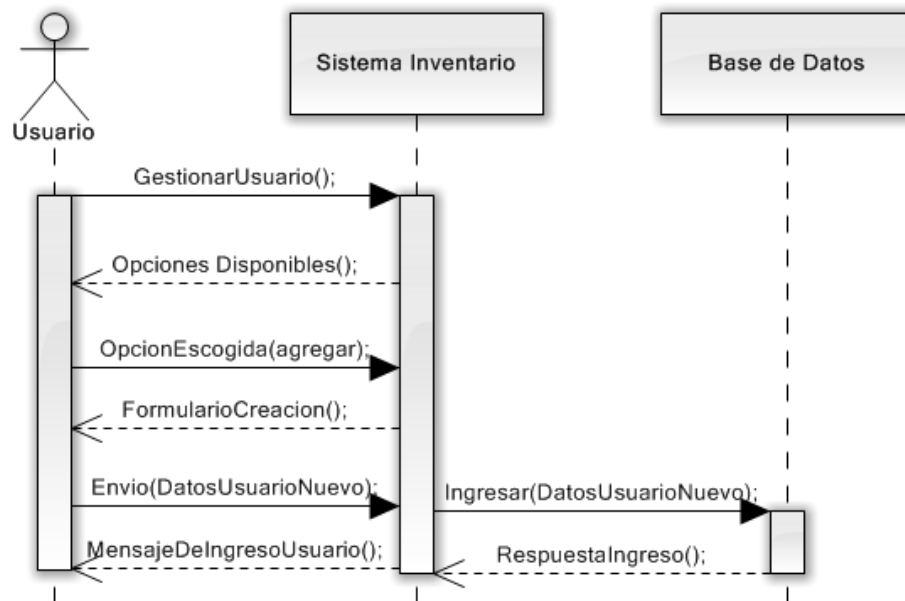 Usuario
Sistema Inventario
Base de Datos
GestionarUsuario();
Opciones Disponibles();
OpcionEscogida(agregar);
FormularioCreacion();
Envio(DatosUsuarioNuevo);
Ingresar(DatosUsuarioNuevo);
MensajeDeIngresoUsuario();
RespuestaIngreso();